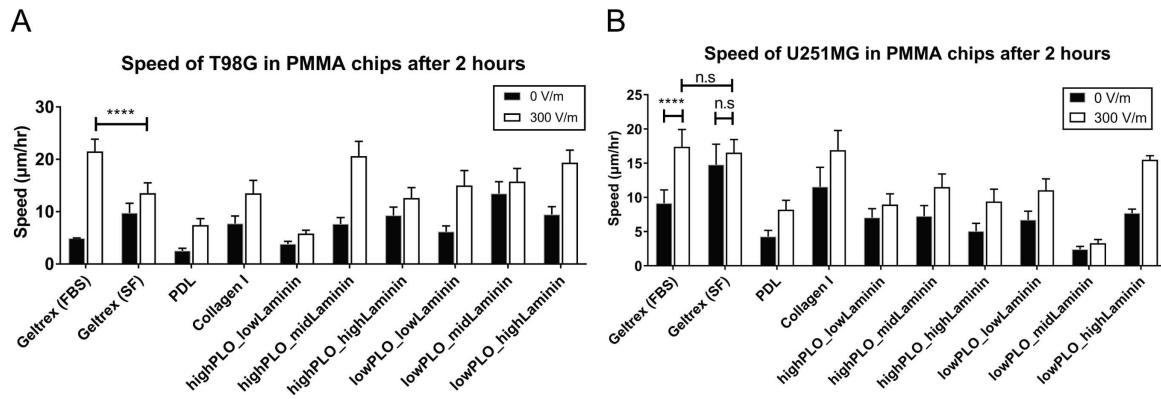 A
Speed of T98G in PMMA chips after 2 hours
Speed (µm/hr)
30
20
10
0
****
0 V/m
300 V/m
Geltrex (FBS)
Geltrex (SF)
PDL
Collagen I
highPLO_lowLaminin
highPLO_midLaminin
highPLO_highLaminin
lowPLO_lowLaminin
lowPLO_midLaminin
lowPLO_highLaminin
B
Speed of U251MG in PMMA chips after 2 hours
Speed (µm/hr)
25
20
15
10
5
0
n.s
****
n.s
0 V/m
300 V/m
Geltrex (FBS)
Geltrex (SF)
PDL
Collagen I
highPLO_lowLaminin
highPLO_midLaminin
highPLO_highLaminin
lowPLO_lowLaminin
lowPLO_midLaminin
lowPLO_highLaminin